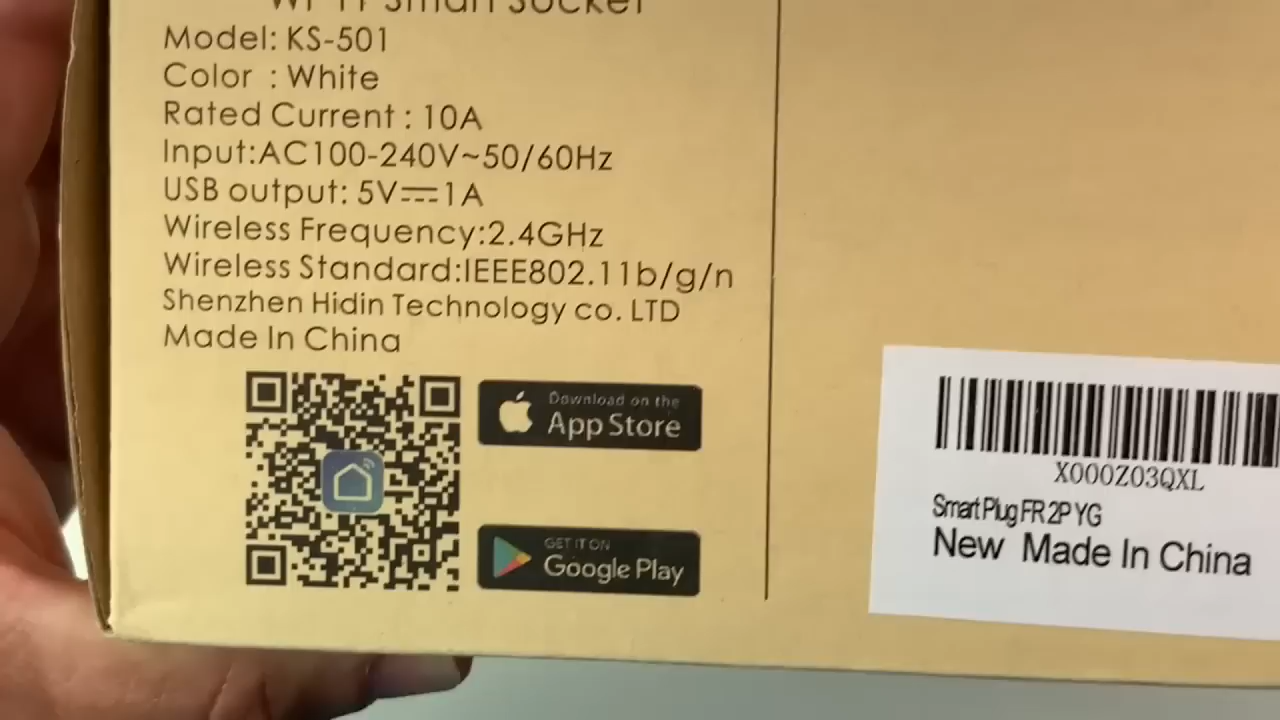 Wi-Fi Smart Socket
Model: KS-501
Color : White
Rated Current : 10A
Input:AC100-240V~50/60Hz
USB output: 5V⎓1A
Wireless Frequency:2.4GHz
Wireless Standard:IEEE802.11b/g/n
Shenzhen Hidin Technology co. LTD
Made In China
Download on the
App Store
GET IT ON
Google Play
X000Z03QXL
Smart Plug FR 2P YG
New Made In China